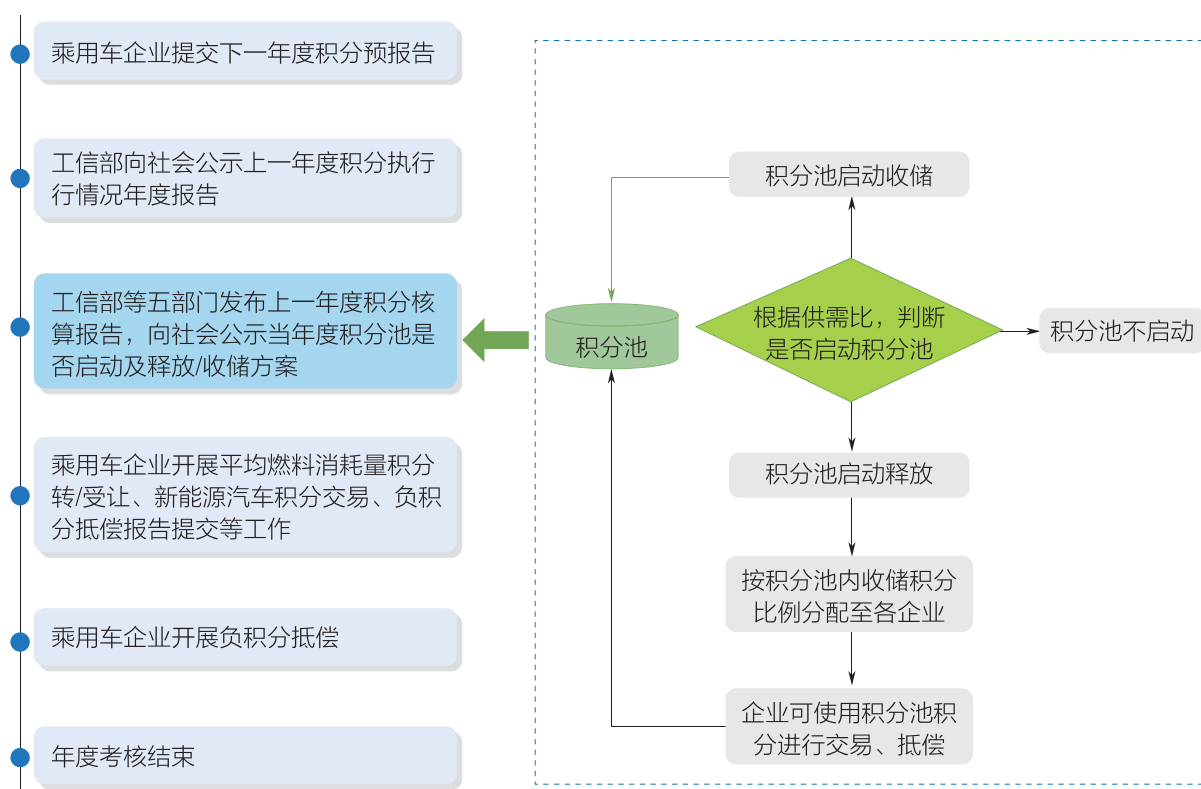 乘用车企业提交下一年度积分预报告
工信部向社会公示上一年度积分执行
行情况年度报告
工信部等五部门发布上一年度积分核
算报告，向社会公示当年度积分池是
否启动及释放/收储方案
乘用车企业开展平均燃料消耗量积分
转/受让、新能源汽车积分交易、负积
分抵偿报告提交等工作
乘用车企业开展负积分抵偿
年度考核结束
积分池启动收储
积分池
根据供需比，判断
是否启动积分池
积分池不启动
积分池启动释放
按积分池内收储积分
比例分配至各企业
企业可使用积分池积
分进行交易、抵偿